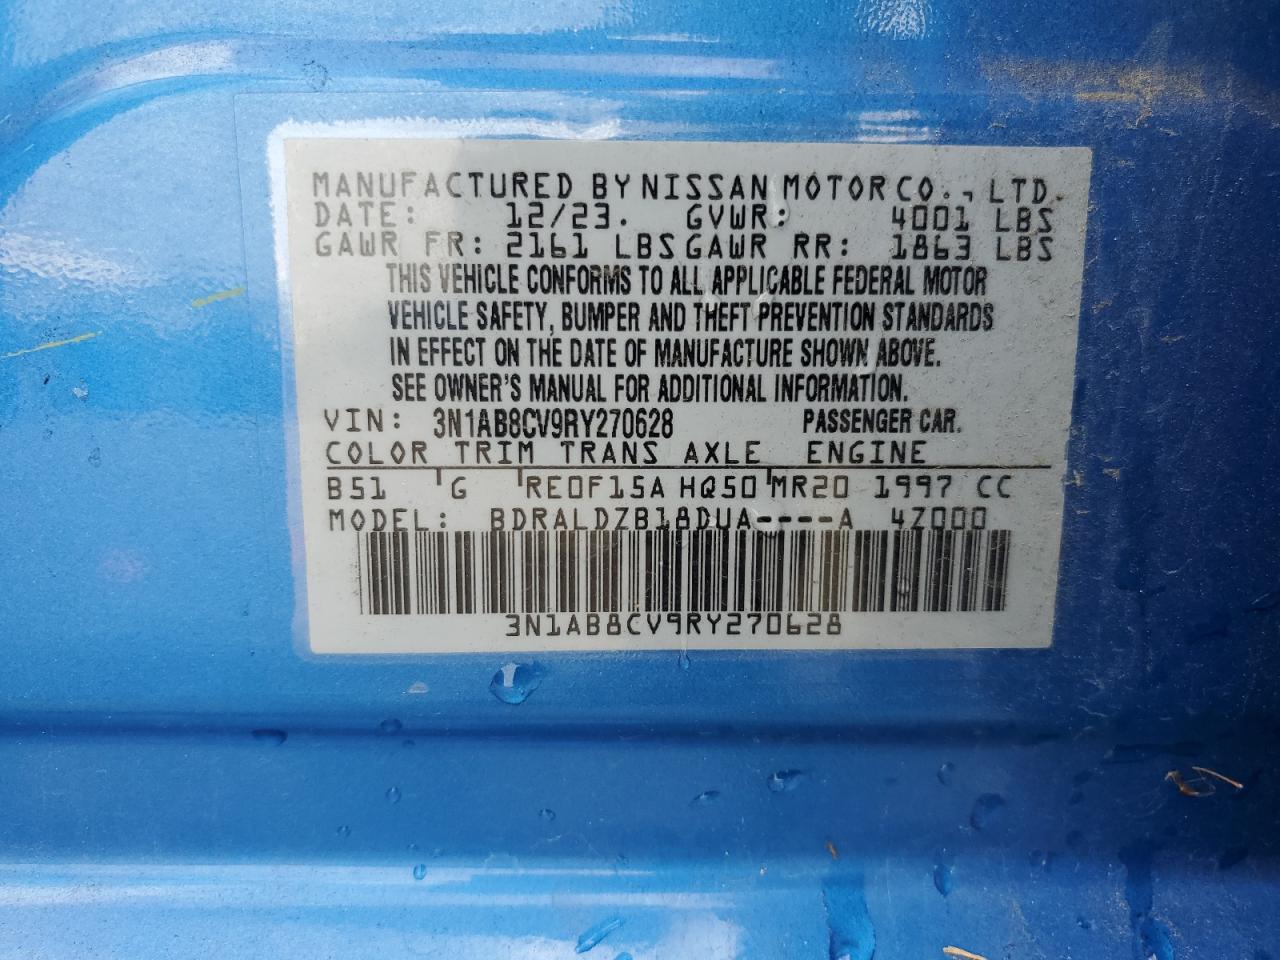 MANUFACTURED BY NISSAN MOTOR CO., LTD.
DATE: 12/23. GVWR: 4001 LBS
GAWR FR: 2161 LBS GAWR RR: 1863 LBS
THIS VEHICLE CONFORMS TO ALL APPLICABLE FEDERAL MOTOR
VEHICLE SAFETY, BUMPER AND THEFT PREVENTION STANDARDS
IN EFFECT ON THE DATE OF MANUFACTURE SHOWN ABOVE.
SEE OWNER'S MANUAL FOR ADDITIONAL INFORMATION.
VIN: 3N1AB8CV9RY270628 PASSENGER CAR.
COLOR TRIM TRANS AXLE ENGINE
B51 G RE0F15A HQ50 MR20 1997 CC
MODEL: BDRALDZB18DUA----A 4Z000
3N1AB8CV9RY270628